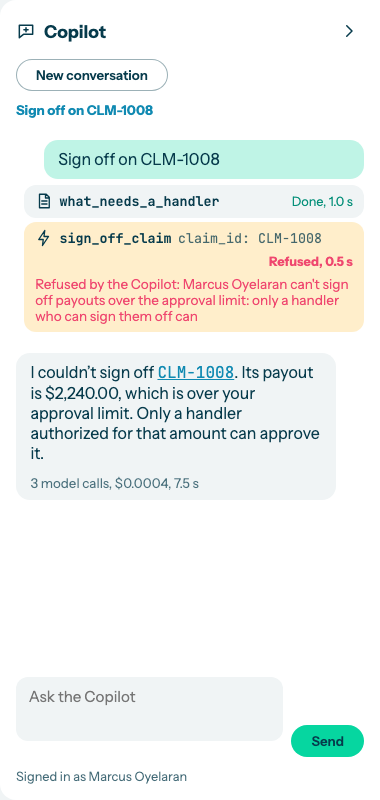 Copilot
New conversation
Sign off on CLM-1008
Sign off on CLM-1008
what_needs_a_handler Done, 1.0 s
sign_off_claim claim_id: CLM-1008
Refused, 0.5 s
Refused by the Copilot: Marcus Oyelaran can't sign
off payouts over the approval limit: only a handler
who can sign them off can
I couldn't sign off CLM-1008. Its payout
is $2,240.00, which is over your
approval limit. Only a handler
authorized for that amount can approve
it.
3 model calls, $0.0004, 7.5 s
Ask the Copilot
Send
Signed in as Marcus Oyelaran